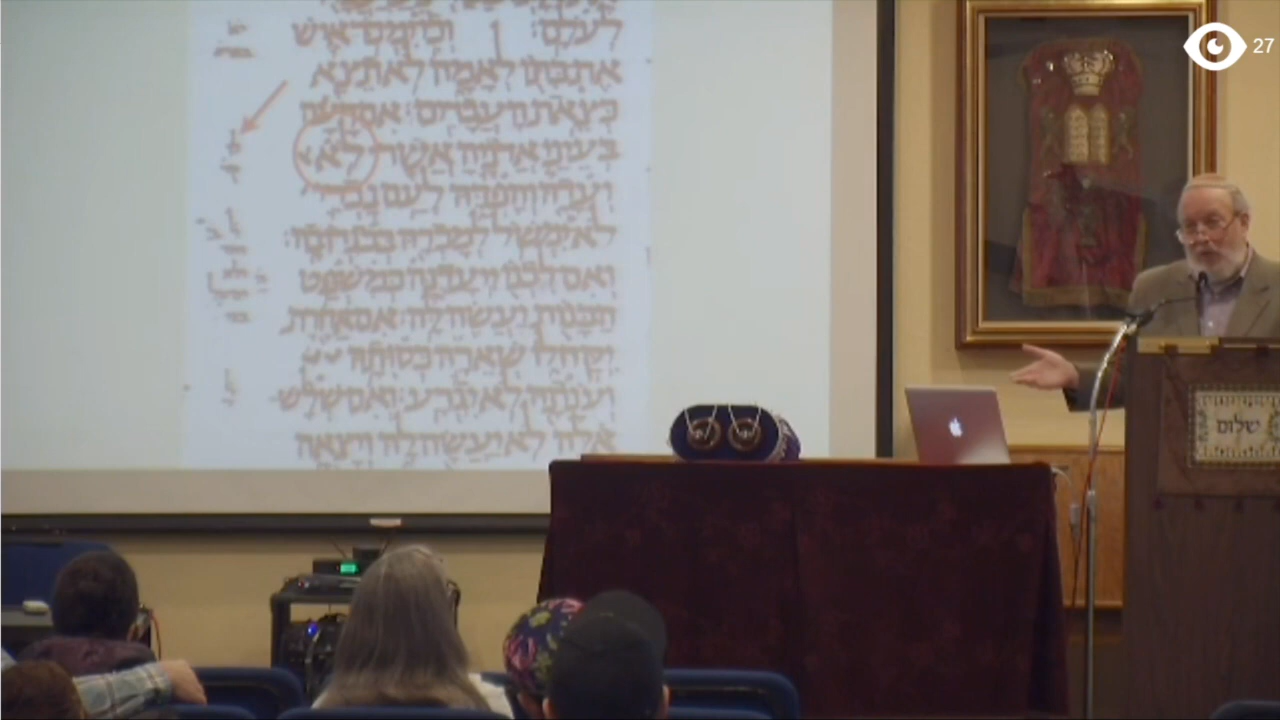 27
לעלם וכי ימכר איש
את בתו לאמה לא תצא
כצאת העבדים אם רעה
בעיני אדניה אשר לא
יעדה והפדה לעם נכרי
לא ימשל למכרה בבגדו בה
ואם לבנו ייעדנה כמשפט
הבנות יעשה לה אם אחרת
יקח לו שארה כסותה
וענתה לא יגרע ואם שלש
אלה לא יעשה לה ויצאה
שלום